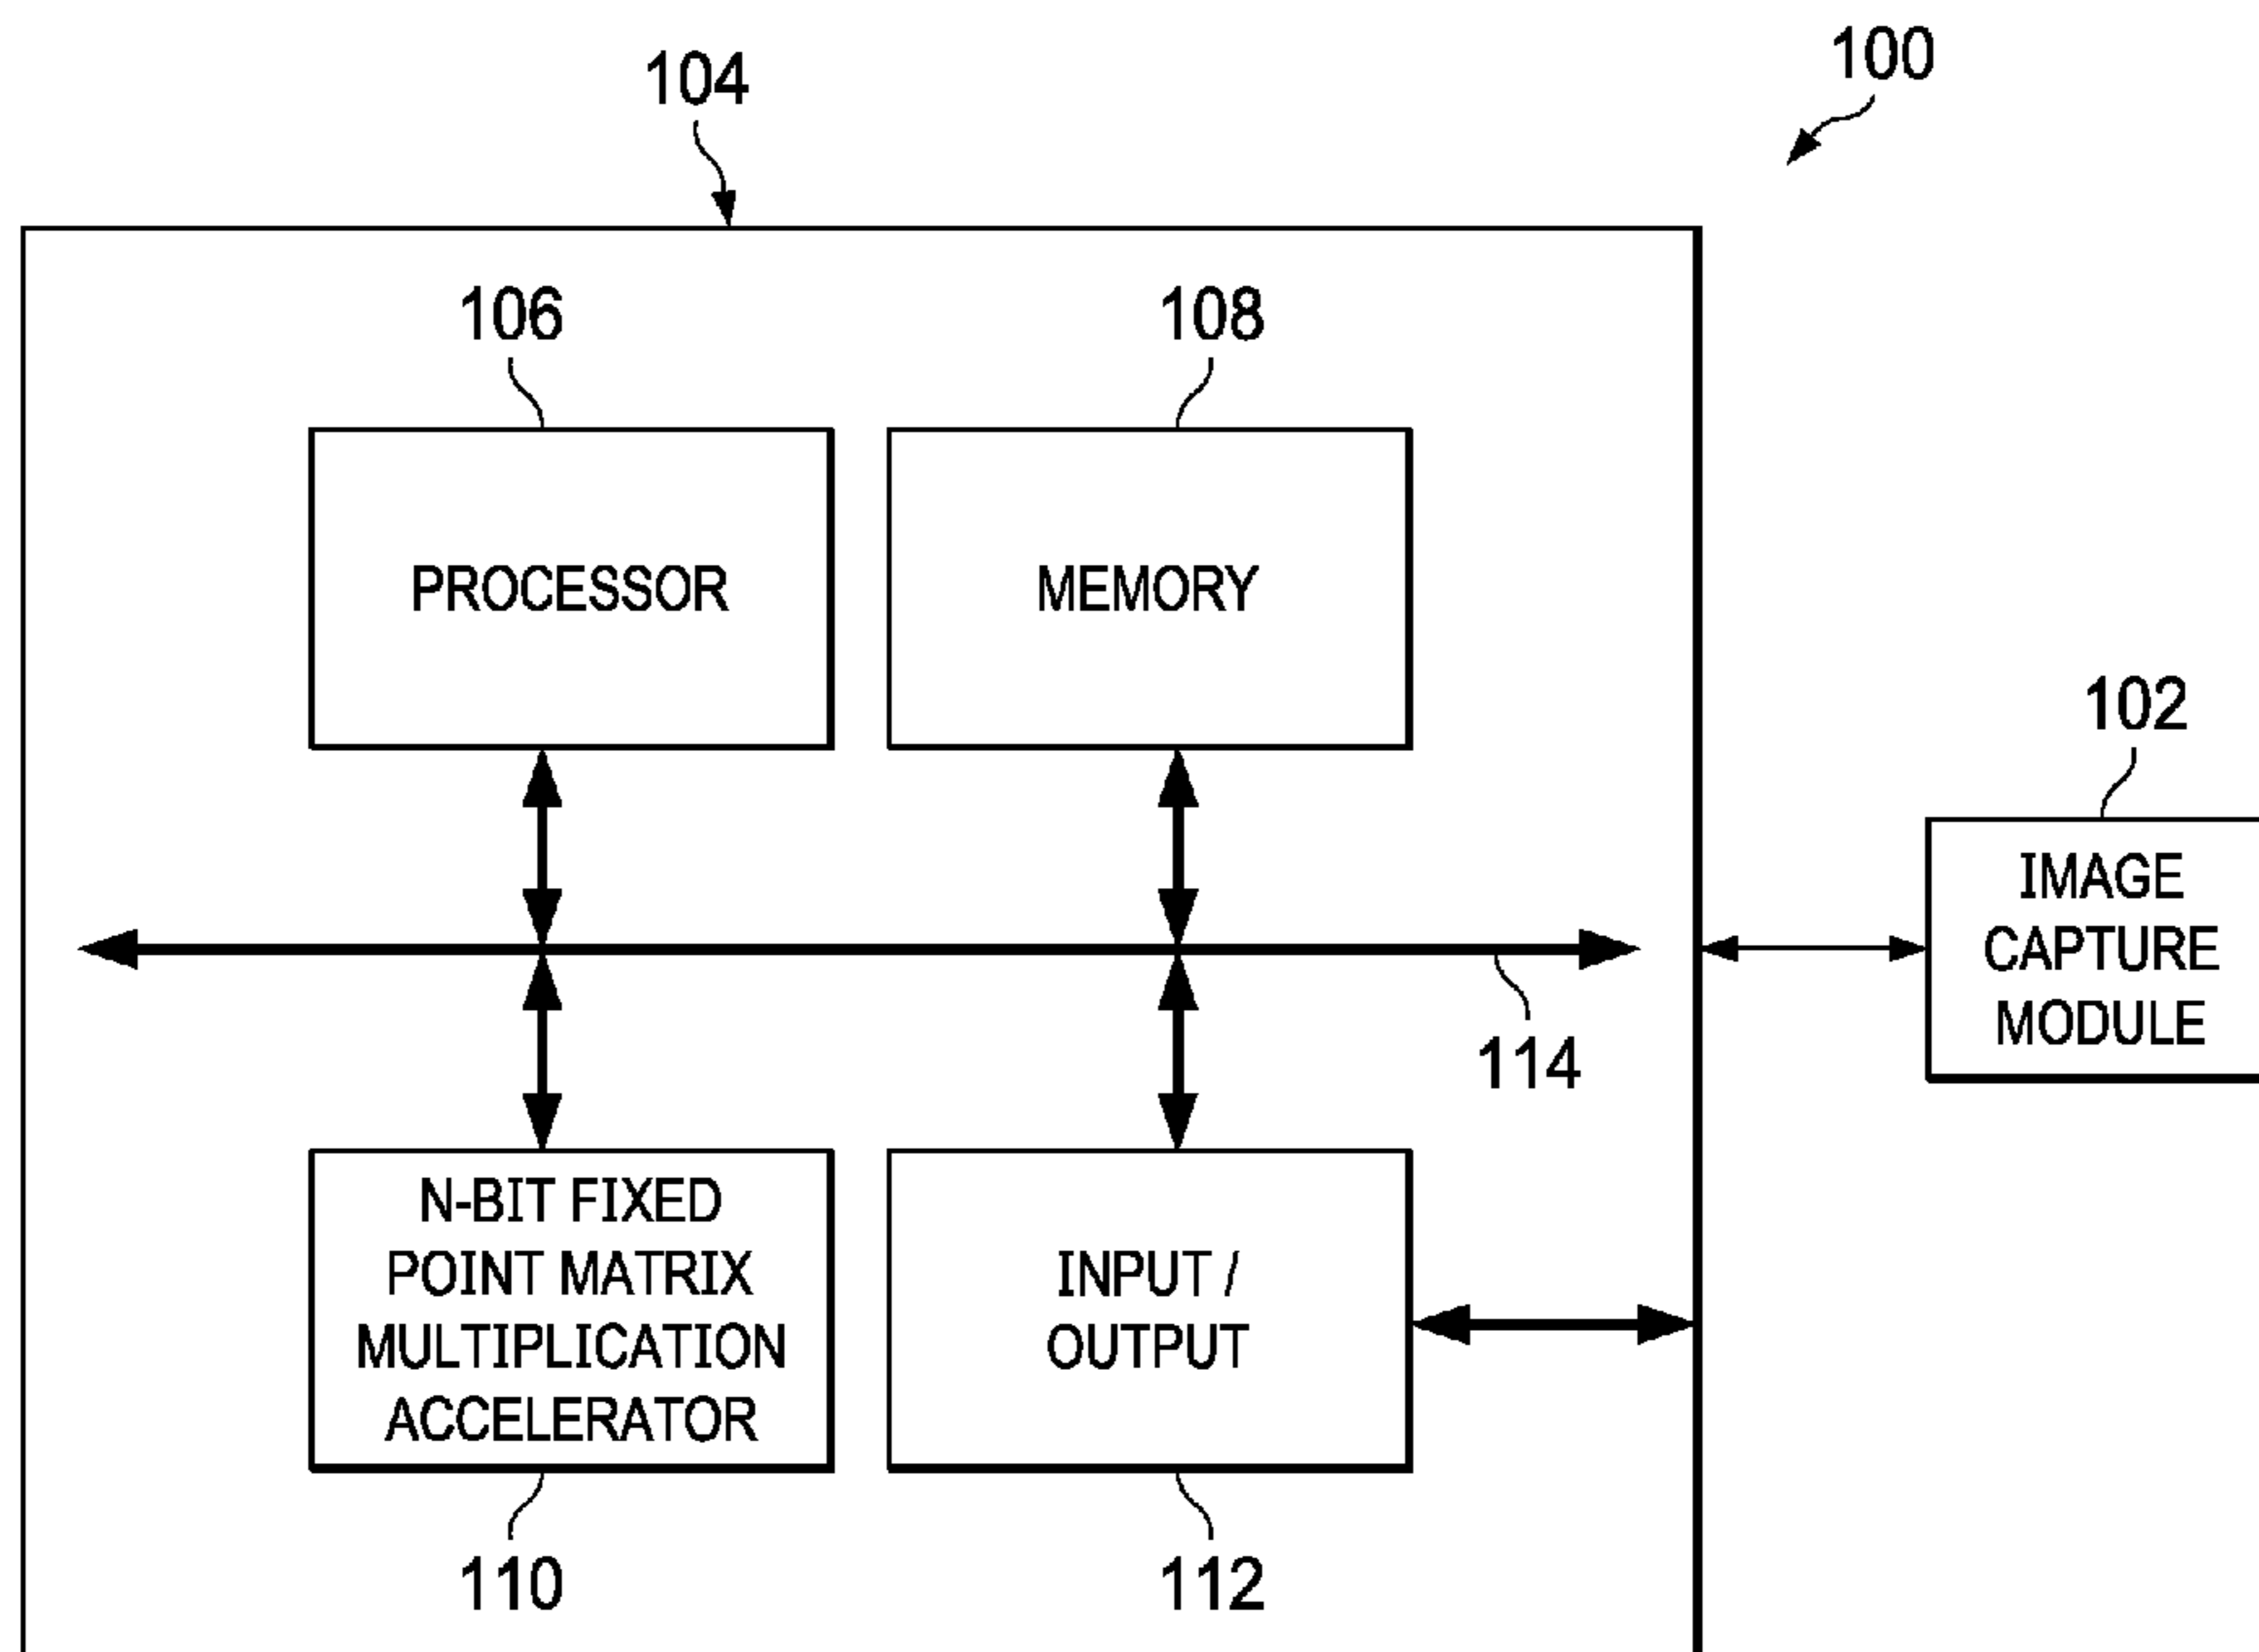 100
104
106
108
PROCESSOR
MEMORY
102
IMAGE
CAPTURE
MODULE
114
N-BIT FIXED
POINT MATRIX
MULTIPLICATION
ACCELERATOR
INPUT /
OUTPUT
110
112